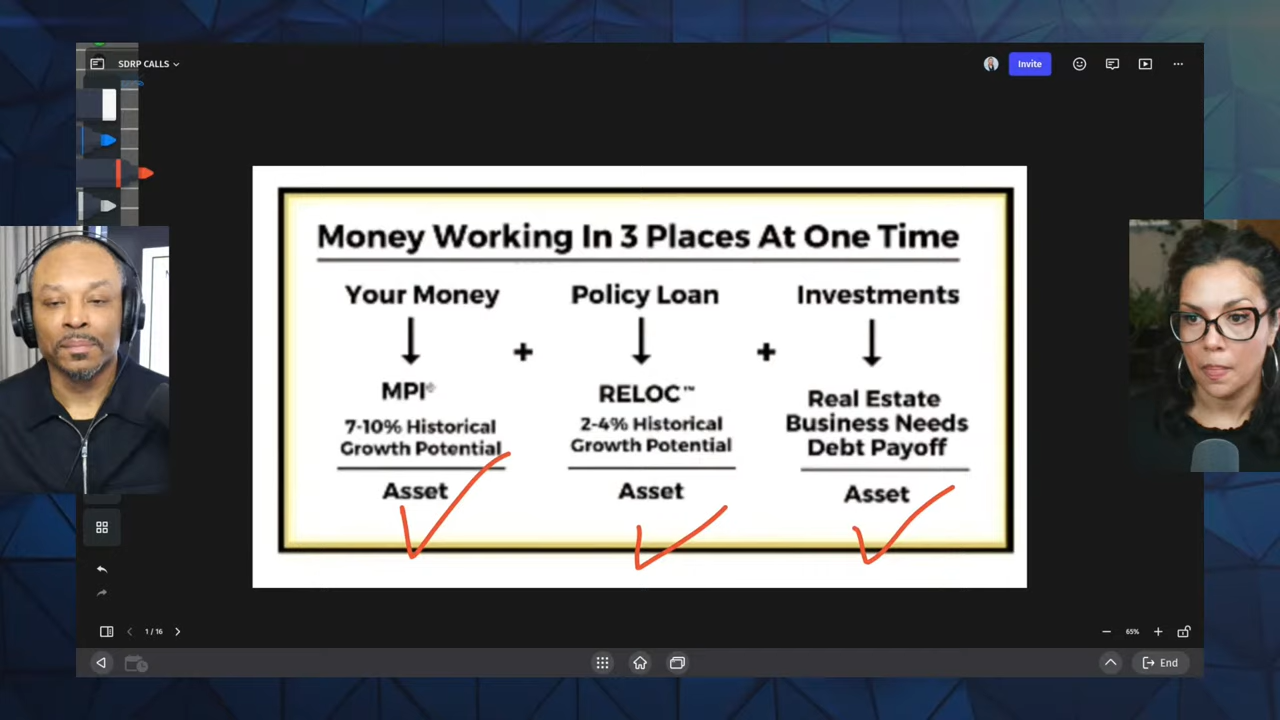 SDRP CALLS
Invite
Money Working In 3 Places At One Time
Your Money + Policy Loan + Investments
MPI®
7-10% Historical
Growth Potential
Asset
RELOC™
2-4% Historical
Growth Potential
Asset
Real Estate
Business Needs
Debt Payoff
Asset
1 / 16
65%
End